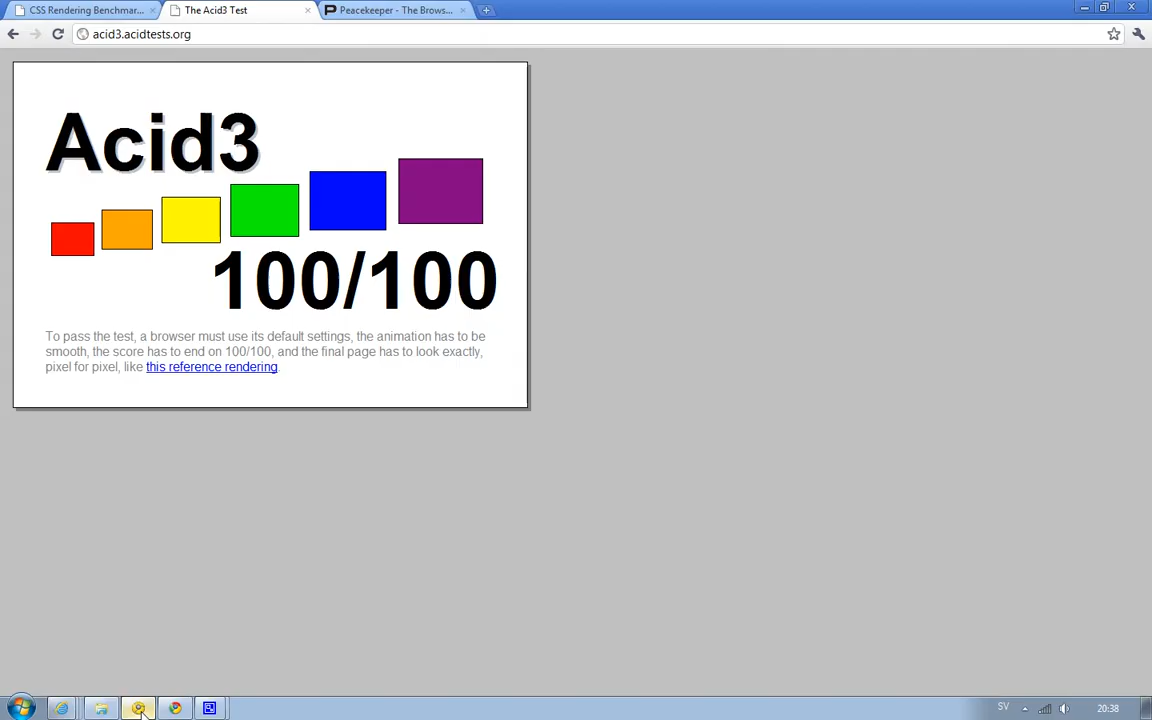 CSS Rendering Benchmar...
The Acid3 Test
Peacekeeper - The Brows...
acid3.acidtests.org
Acid3
100/100
To pass the test, a browser must use its default settings, the animation has to be
smooth, the score has to end on 100/100, and the final page has to look exactly,
pixel for pixel, like this reference rendering.
SV
20:38